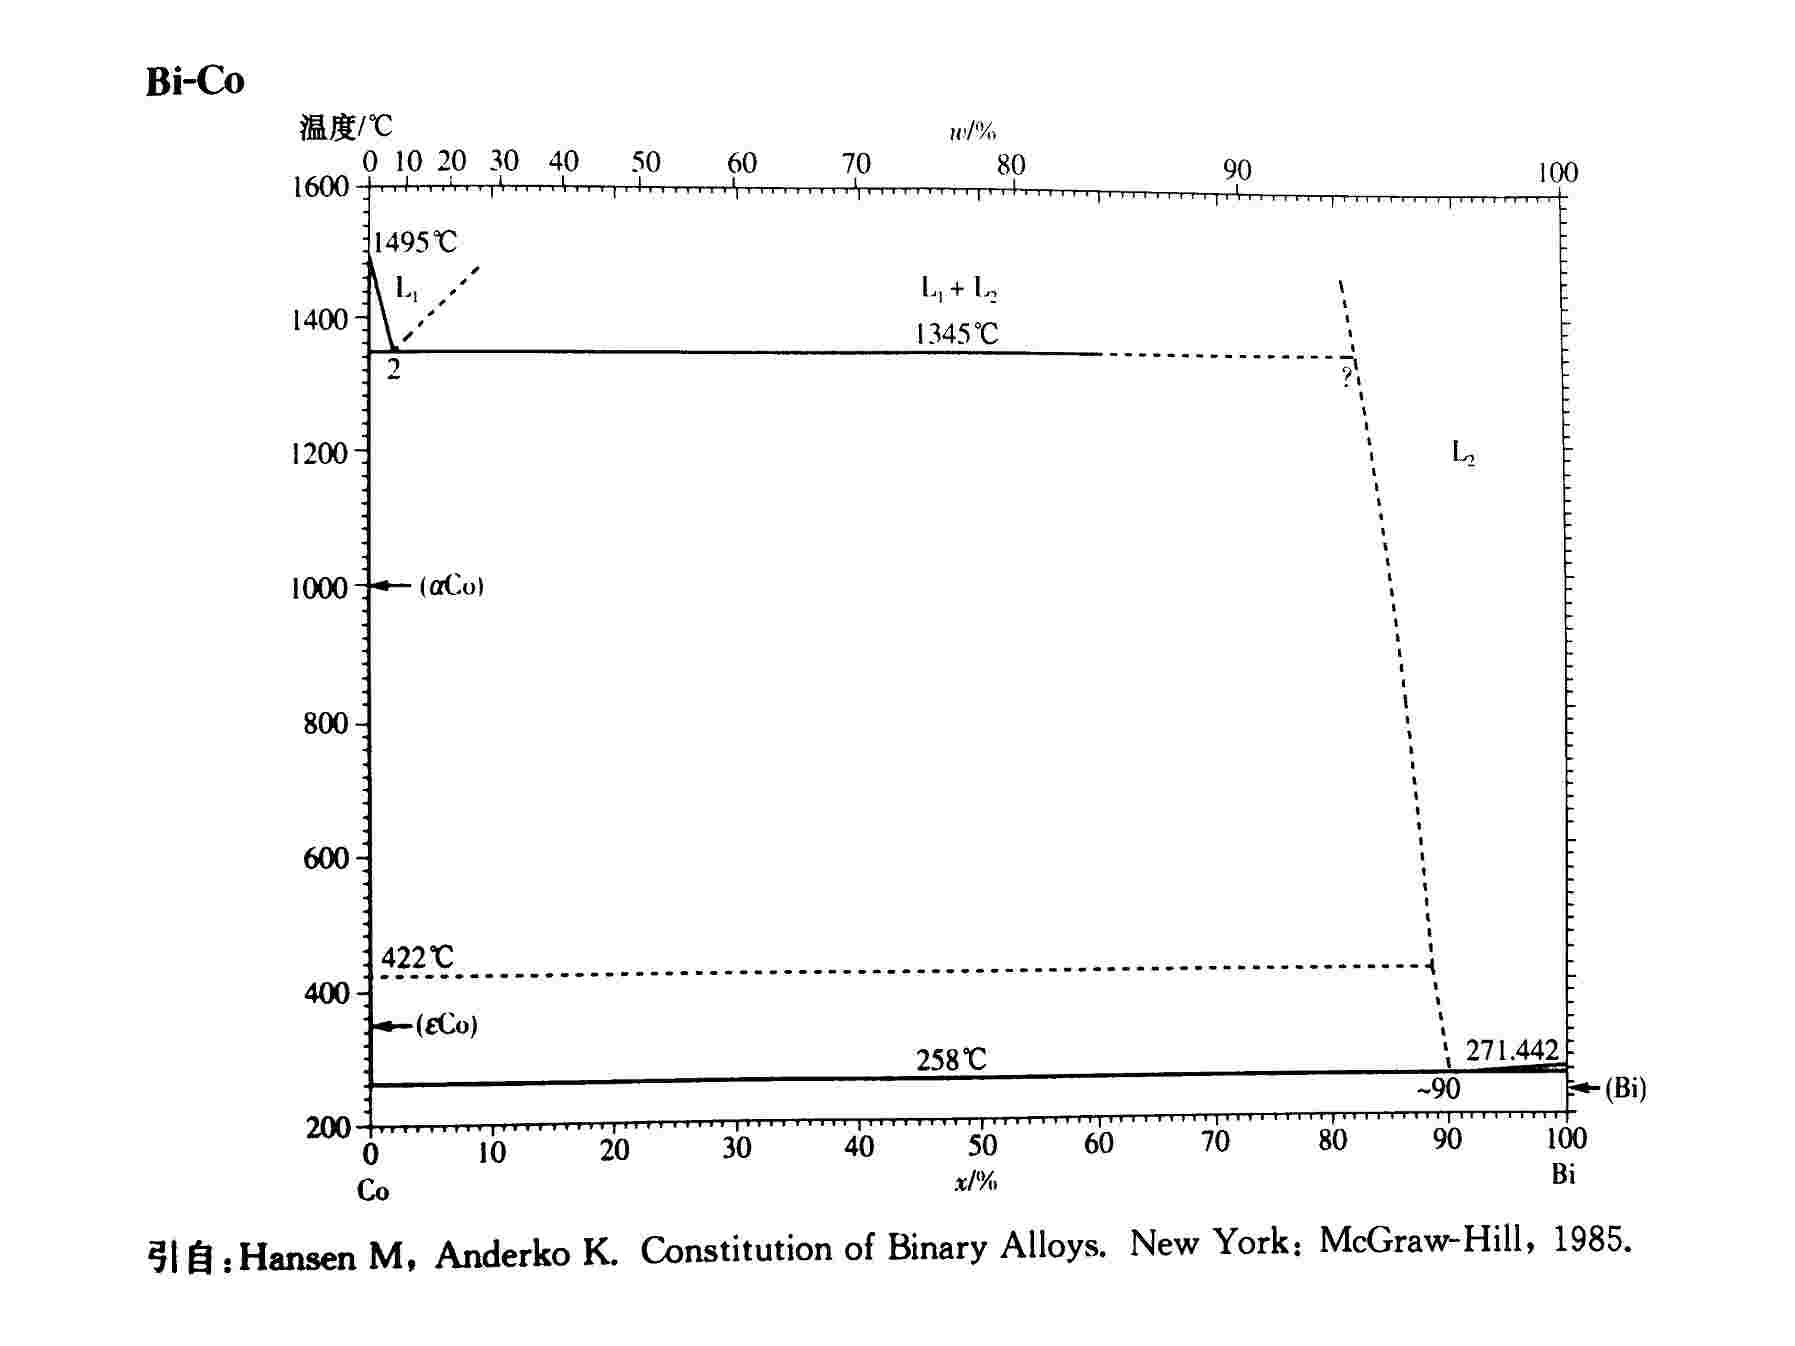 Bi-Co
温度/℃
w/%
0 10 20 30 40 50 60 70 80 90 100
1600
1495℃
L₁
L₁ + L₂
1400
1345℃
2
?
1200
L₂
1000
(αCo)
800
600
422℃
400
(εCo)
258℃
271.442
~90
(Bi)
200
0 10 20 30 40 50 60 70 80 90 100
Co
x/%
Bi
引自:Hansen M, Anderko K. Constitution of Binary Alloys. New York: McGraw-Hill, 1985.